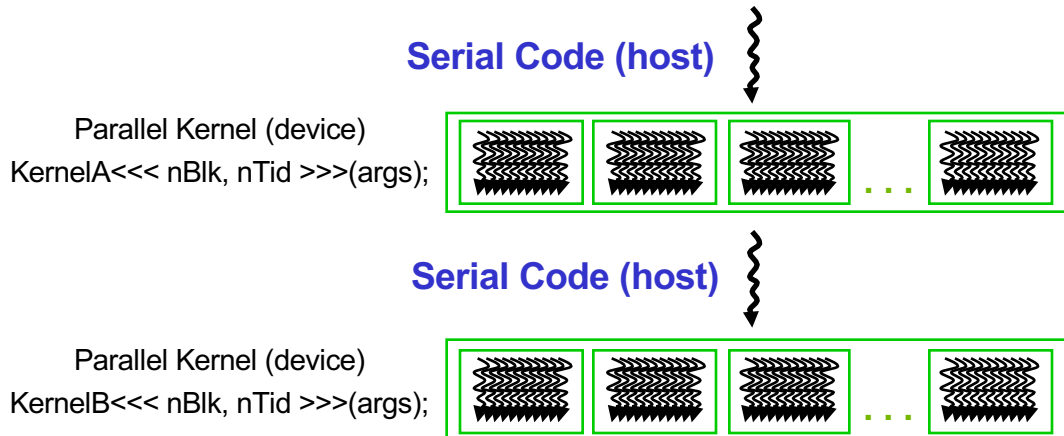 Serial Code (host)
Parallel Kernel (device)
KernelA<<< nBlk, nTid >>>(args);
. . .
Serial Code (host)
Parallel Kernel (device)
KernelB<<< nBlk, nTid >>>(args);
. . .